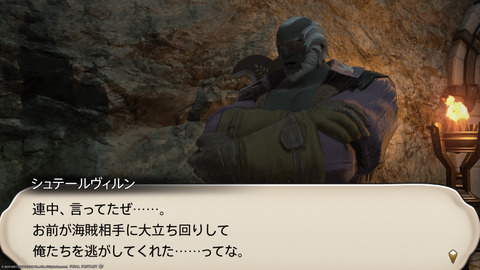 シュテールヴィルン
連中、言ってたぜ……。
お前が海賊相手に大立ち回りして
俺たちを逃がしてくれた……ってな。